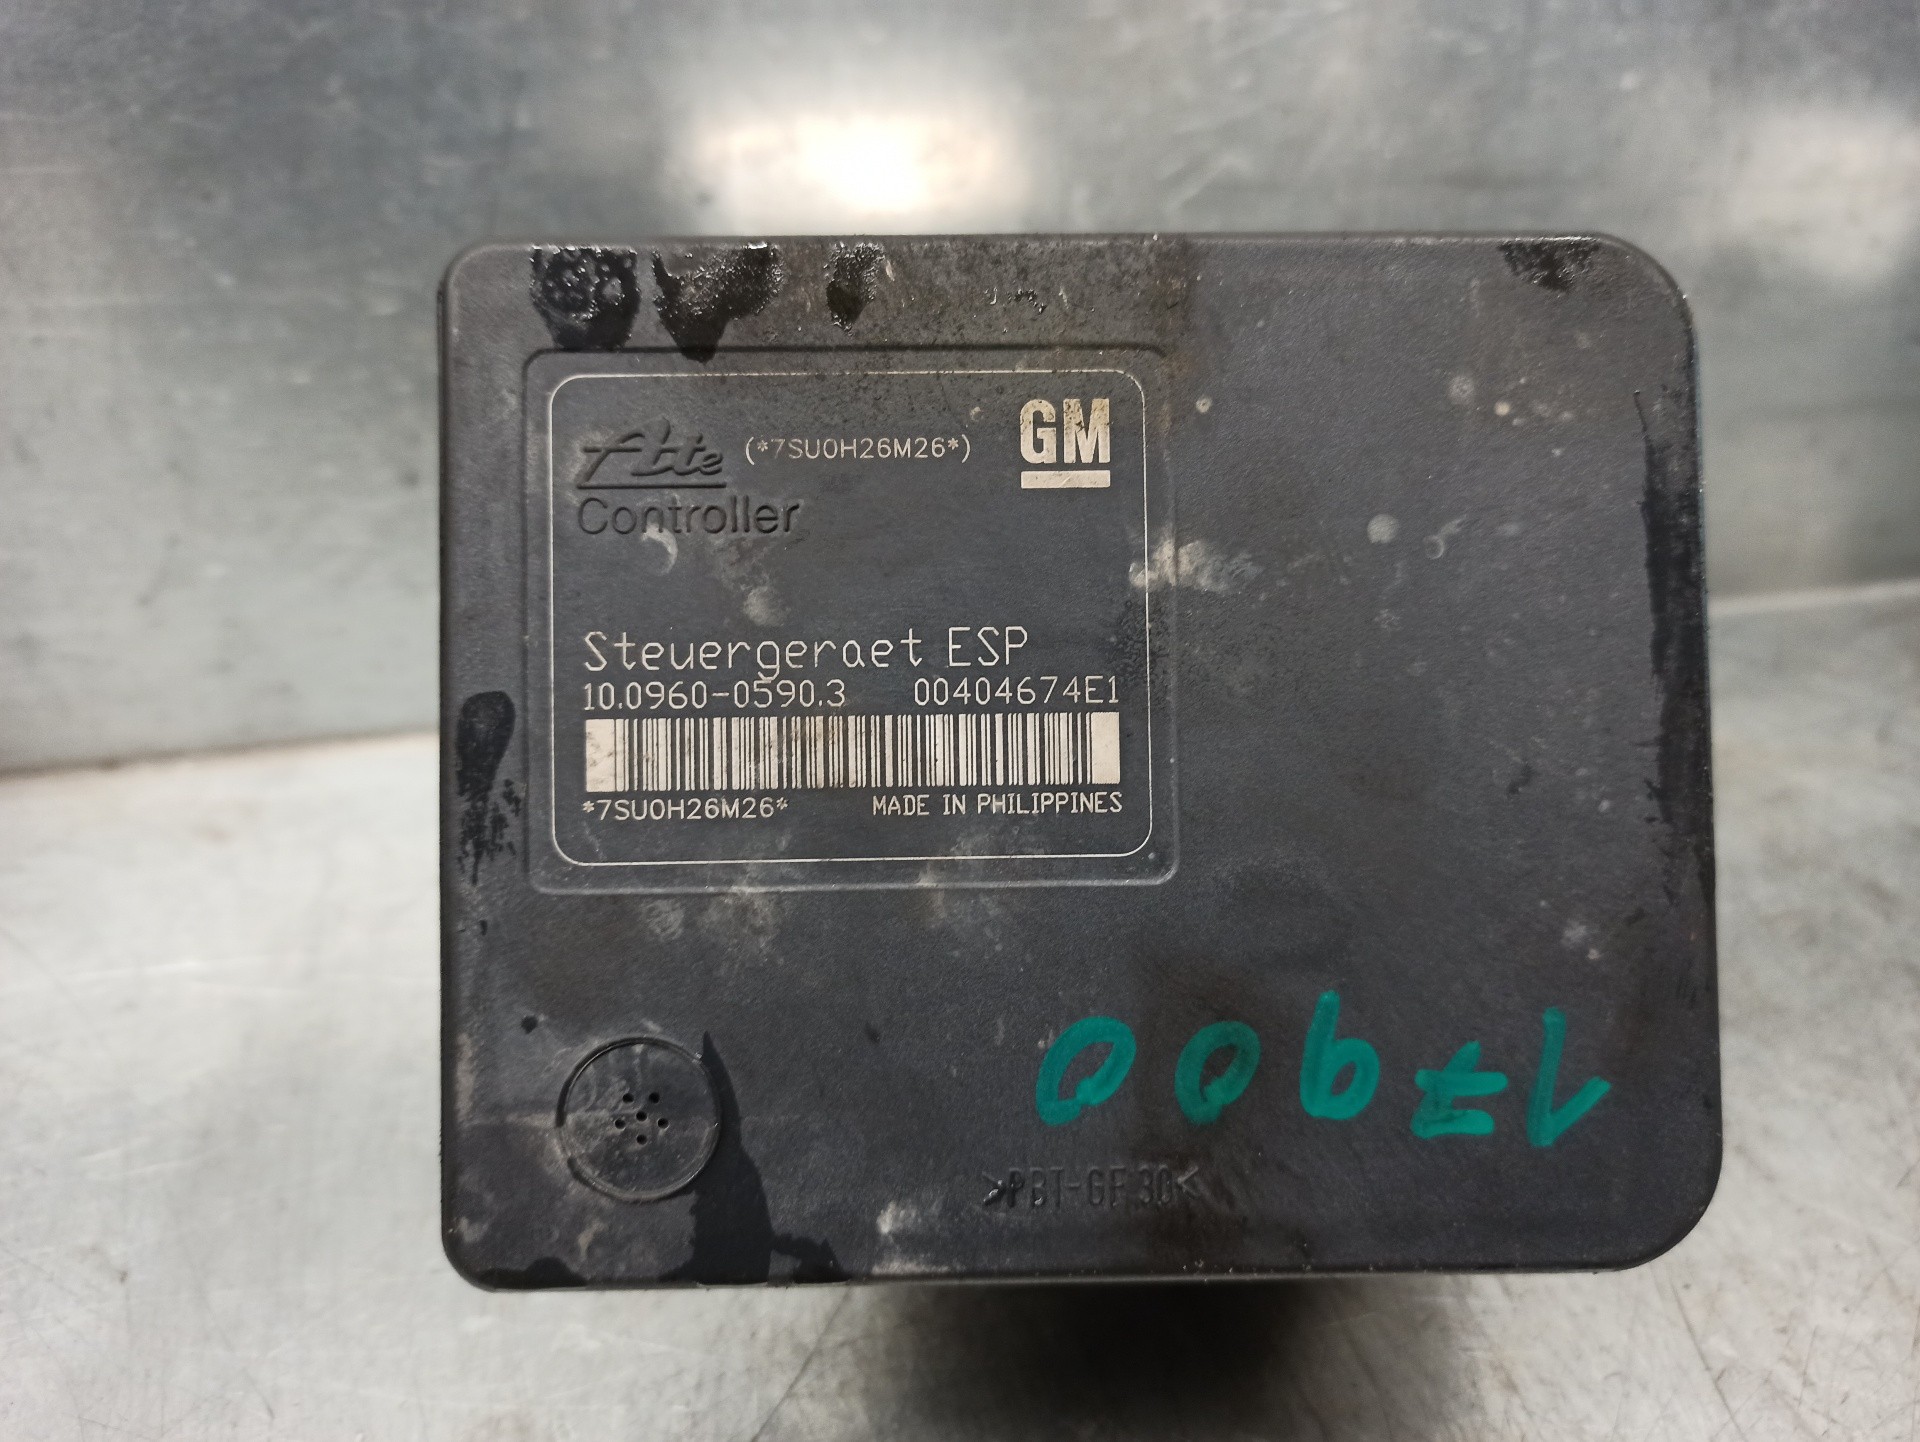 Ate (*7SU0H26M26*) GM
Controller
Steuergeraet ESP
10.0960-0590.3 00404674E1
*7SU0H26M26* MADE IN PHILIPPINES
17900
>PBT-GF30<